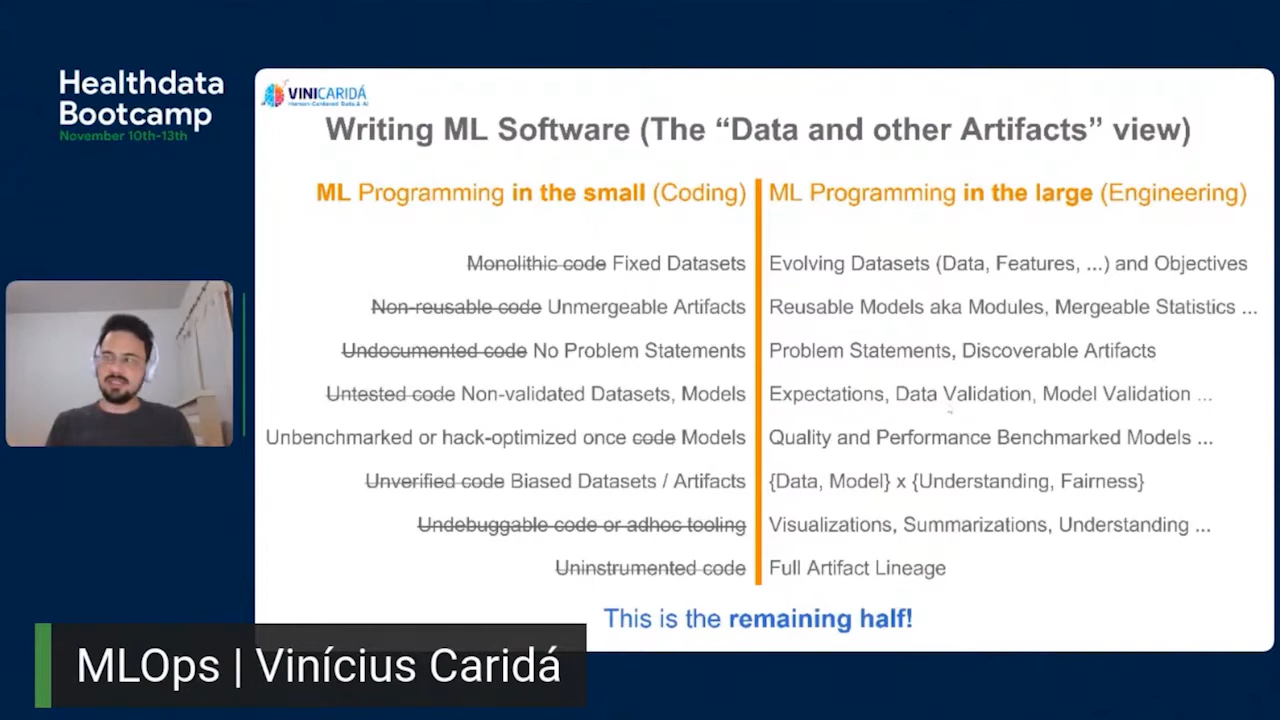 Healthdata
Bootcamp
November 10th-13th
VINICARIDÁ
Human-Centered Data & AI
Writing ML Software (The “Data and other Artifacts” view)
ML Programming in the small (Coding)
ML Programming in the large (Engineering)
Monolithic code Fixed Datasets
Evolving Datasets (Data, Features, ...) and Objectives
Non-reusable code Unmergeable Artifacts
Reusable Models aka Modules, Mergeable Statistics ...
Undocumented code No Problem Statements
Problem Statements, Discoverable Artifacts
Untested code Non-validated Datasets, Models
Expectations, Data Validation, Model Validation ...
Unbenchmarked or hack-optimized once code Models
Quality and Performance Benchmarked Models ...
Unverified code Biased Datasets / Artifacts
{Data, Model} x {Understanding, Fairness}
Undebuggable code or adhoc tooling
Visualizations, Summarizations, Understanding ...
Uninstrumented code
Full Artifact Lineage
This is the remaining half!
MLOps | Vinícius Caridá